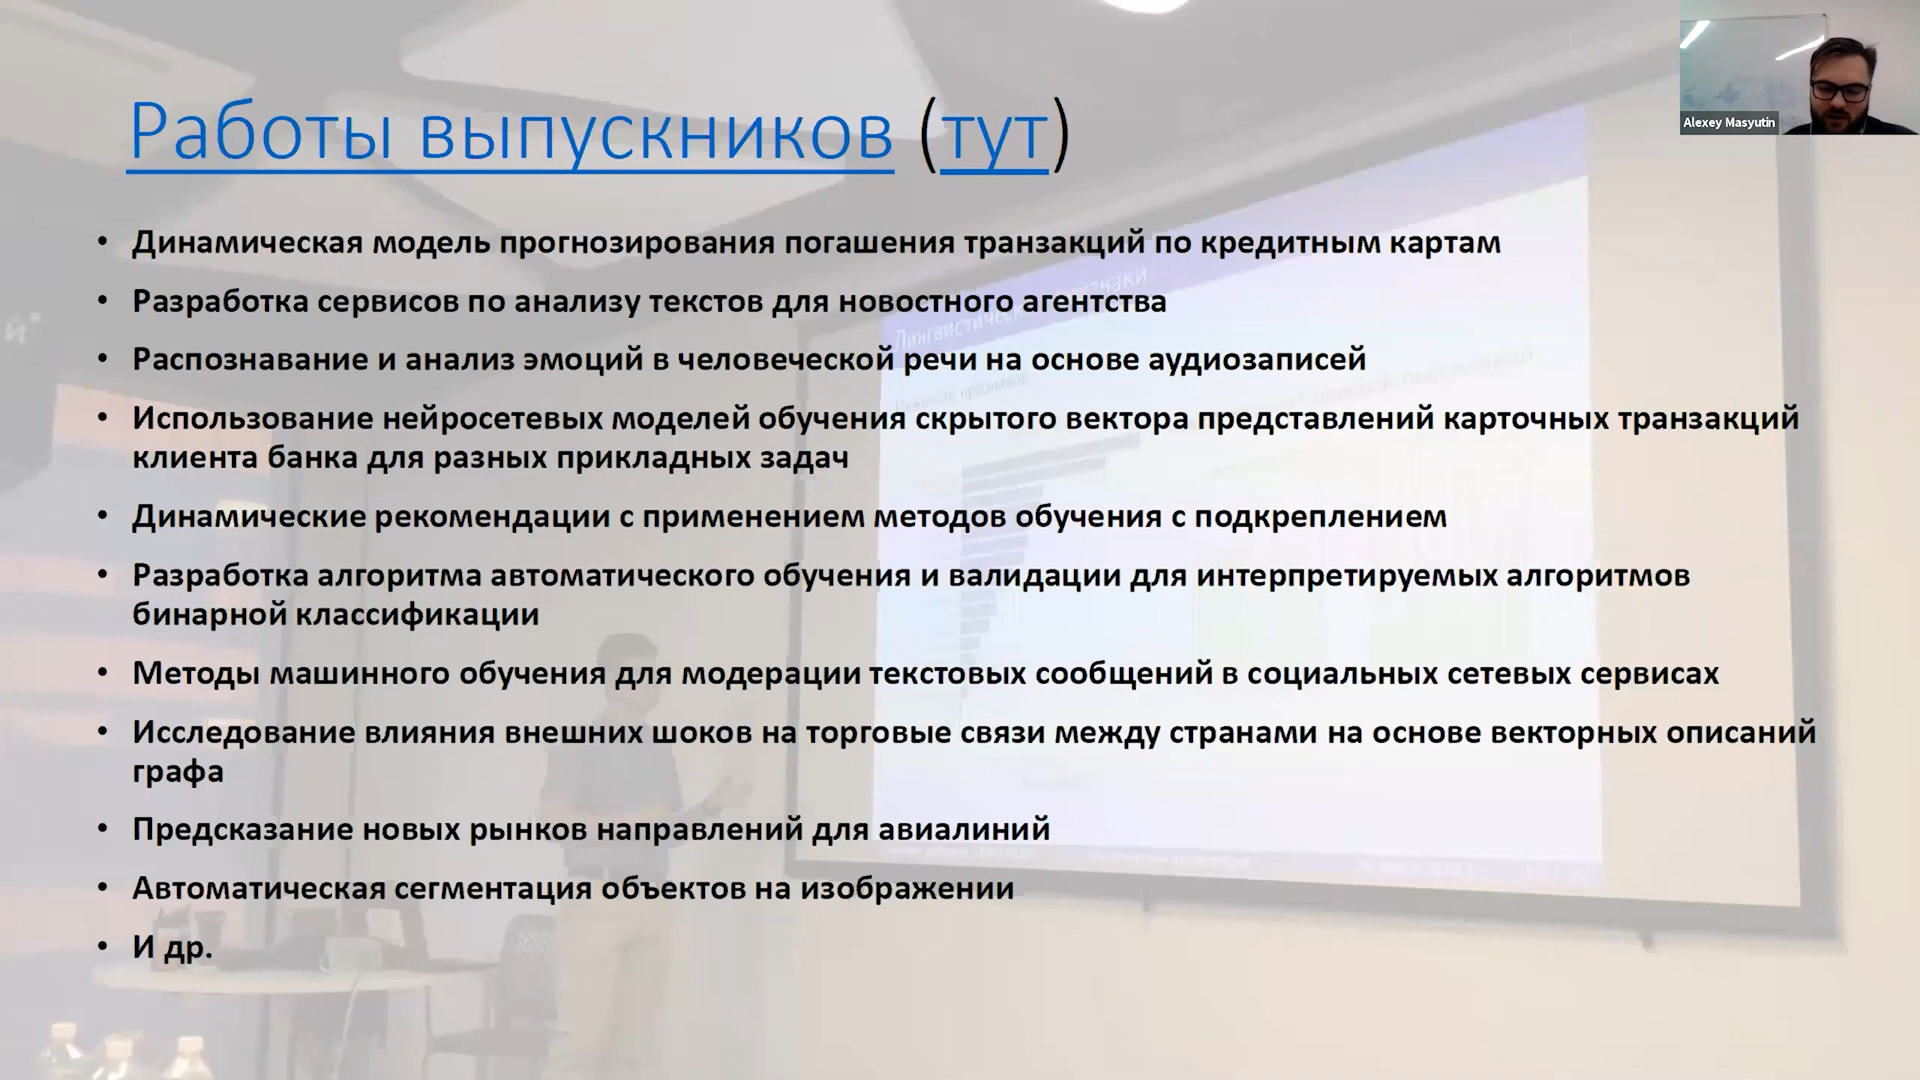 Работы выпускников (тут)
Alexey Masyutin
• Динамическая модель прогнозирования погашения транзакций по кредитным картам
• Разработка сервисов по анализу текстов для новостного агентства
• Распознавание и анализ эмоций в человеческой речи на основе аудиозаписей
• Использование нейросетевых моделей обучения скрытого вектора представлений карточных транзакций
клиента банка для разных прикладных задач
• Динамические рекомендации с применением методов обучения с подкреплением
• Разработка алгоритма автоматического обучения и валидации для интерпретируемых алгоритмов
бинарной классификации
• Методы машинного обучения для модерации текстовых сообщений в социальных сетевых сервисах
• Исследование влияния внешних шоков на торговые связи между странами на основе векторных описаний
графа
• Предсказание новых рынков направлений для авиалиний
• Автоматическая сегментация объектов на изображении
• И др.